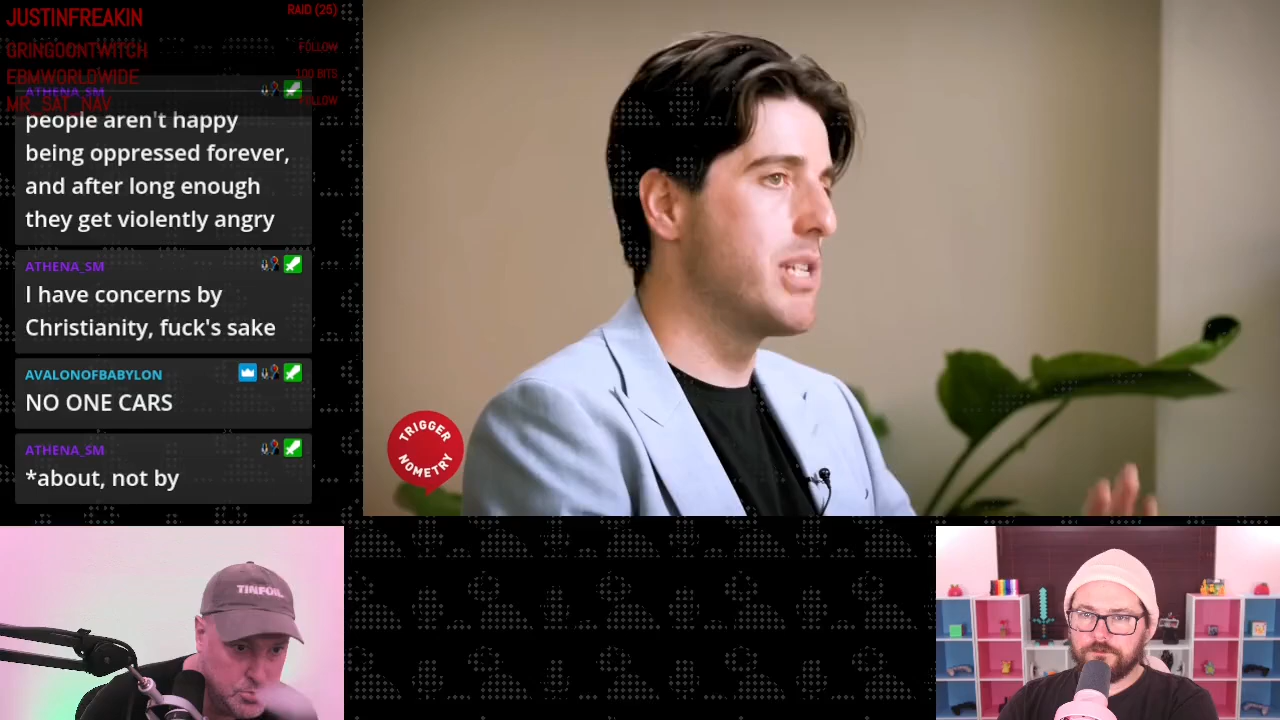 JUSTINFREAKIN
RAID (25)
GRINGOONTWITCH
FOLLOW
EBMWORLDWIDE
100 BITS
MR_SAT_NAV
FOLLOW
ATHENA_SM
people aren't happy
being oppressed forever,
and after long enough
they get violently angry
ATHENA_SM
I have concerns by
Christianity, fuck's sake
AVALONOFBABYLON
NO ONE CARS
ATHENA_SM
*about, not by
TRIGGER
NOMETRY
TINFOIL